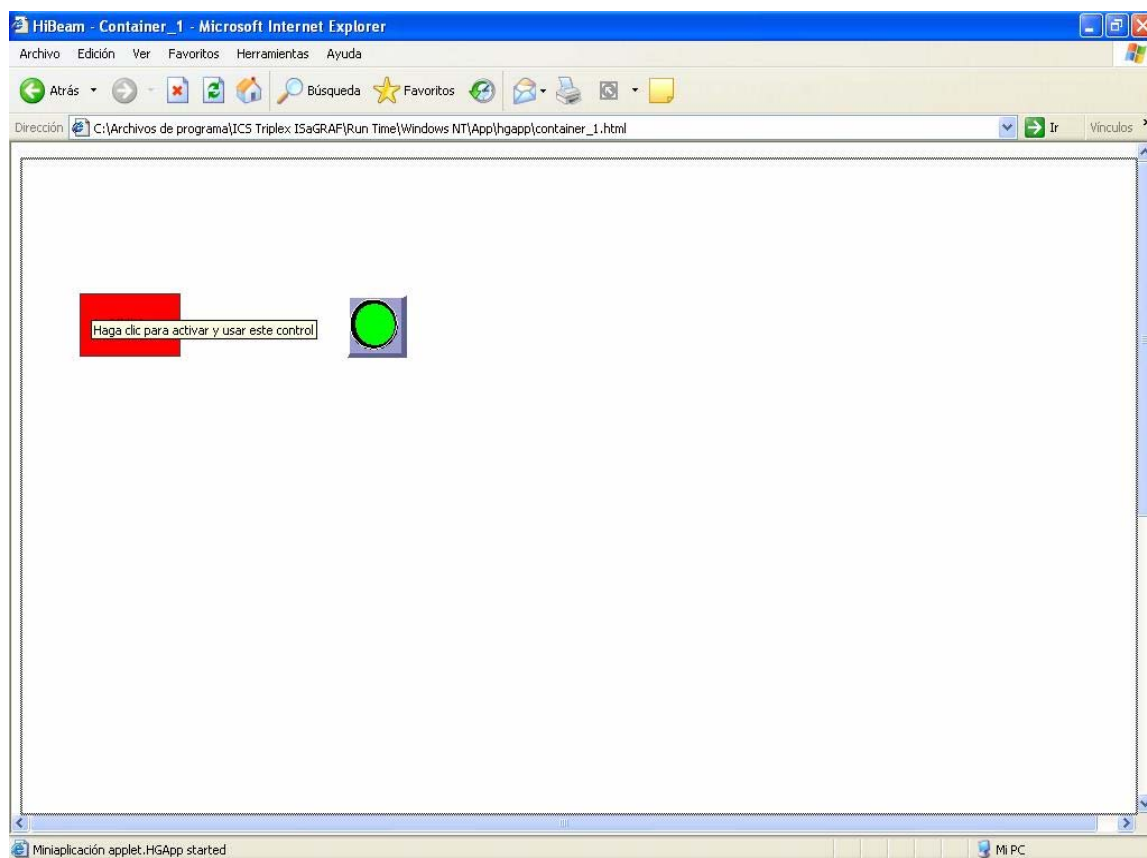 HiBeam - Container_1 - Microsoft Internet Explorer
Archivo Edición Ver Favoritos Herramientas Ayuda
Atrás Búsqueda Favoritos
Dirección C:\Archivos de programa\ICS Triplex ISaGRAF\Run Time\Windows NT\App\hgapp\container_1.html Ir Vínculos
Haga clic para activar y usar este control
Miniaplicación applet.HGApp started Mi PC